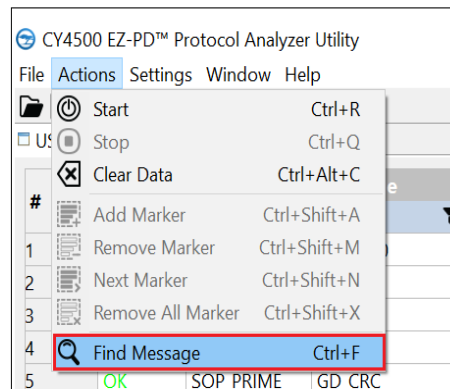 CY4500 EZ-PD™ Protocol Analyzer Utility
File Actions Settings Window Help
Start Ctrl+R
Stop Ctrl+Q
Clear Data Ctrl+Alt+C
#
Add Marker Ctrl+Shift+A
1 Remove Marker Ctrl+Shift+M
2 Next Marker Ctrl+Shift+N
3 Remove All Marker Ctrl+Shift+X
4 Find Message Ctrl+F
5 OK SOP PRIME GD CRC